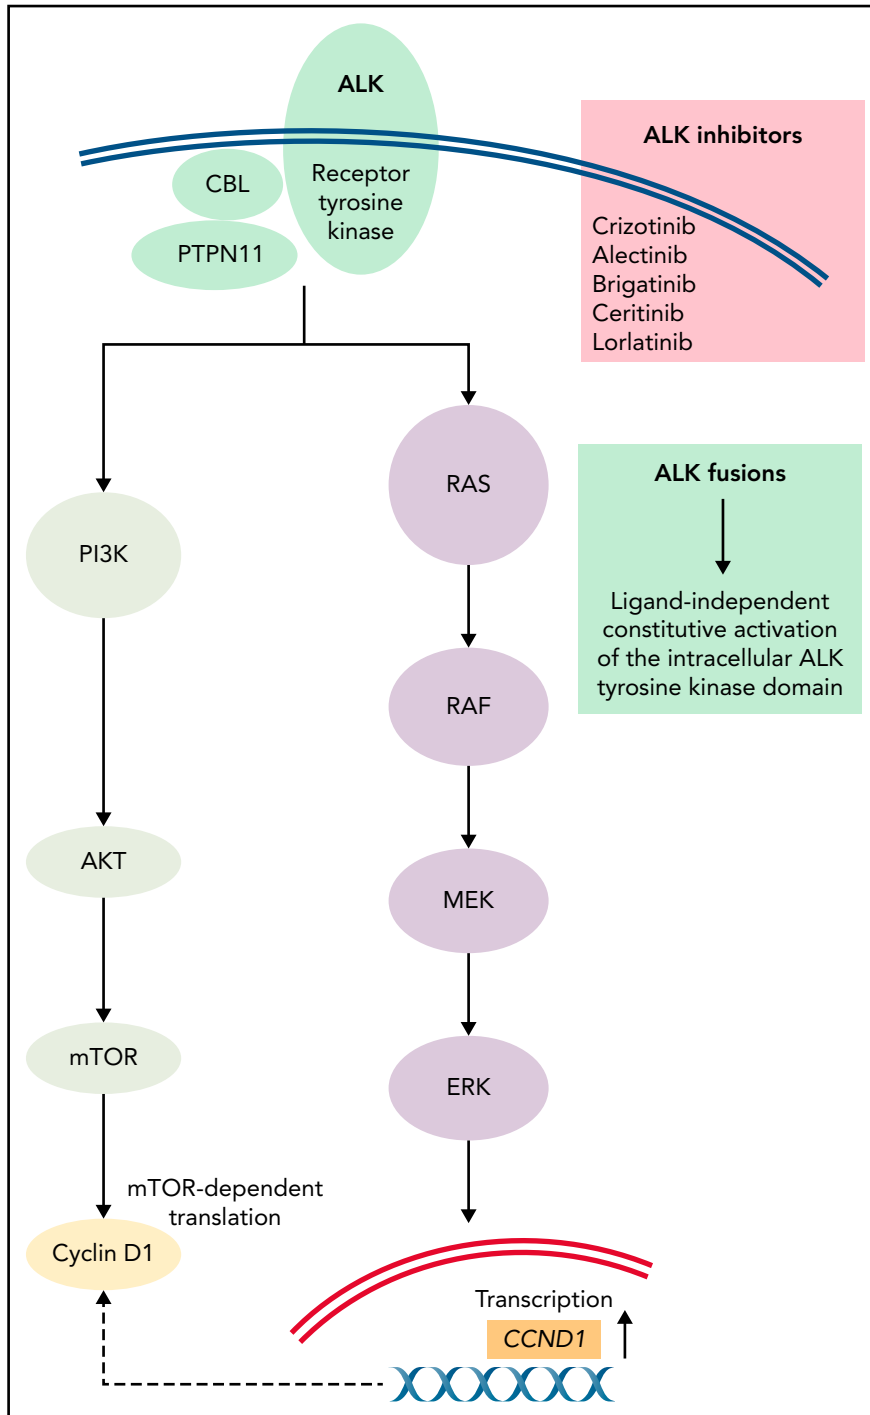 ALK
Receptor
tyrosine
kinase
CBL
PTPN11
ALK inhibitors
Crizotinib
Alectinib
Brigatinib
Ceritinib
Lorlatinib
RAS
ALK fusions
Ligand-independent
constitutive activation
of the intracellular ALK
tyrosine kinase domain
PI3K
RAF
AKT
MEK
mTOR
ERK
mTOR-dependent
translation
Cyclin D1
Transcription
CCND1